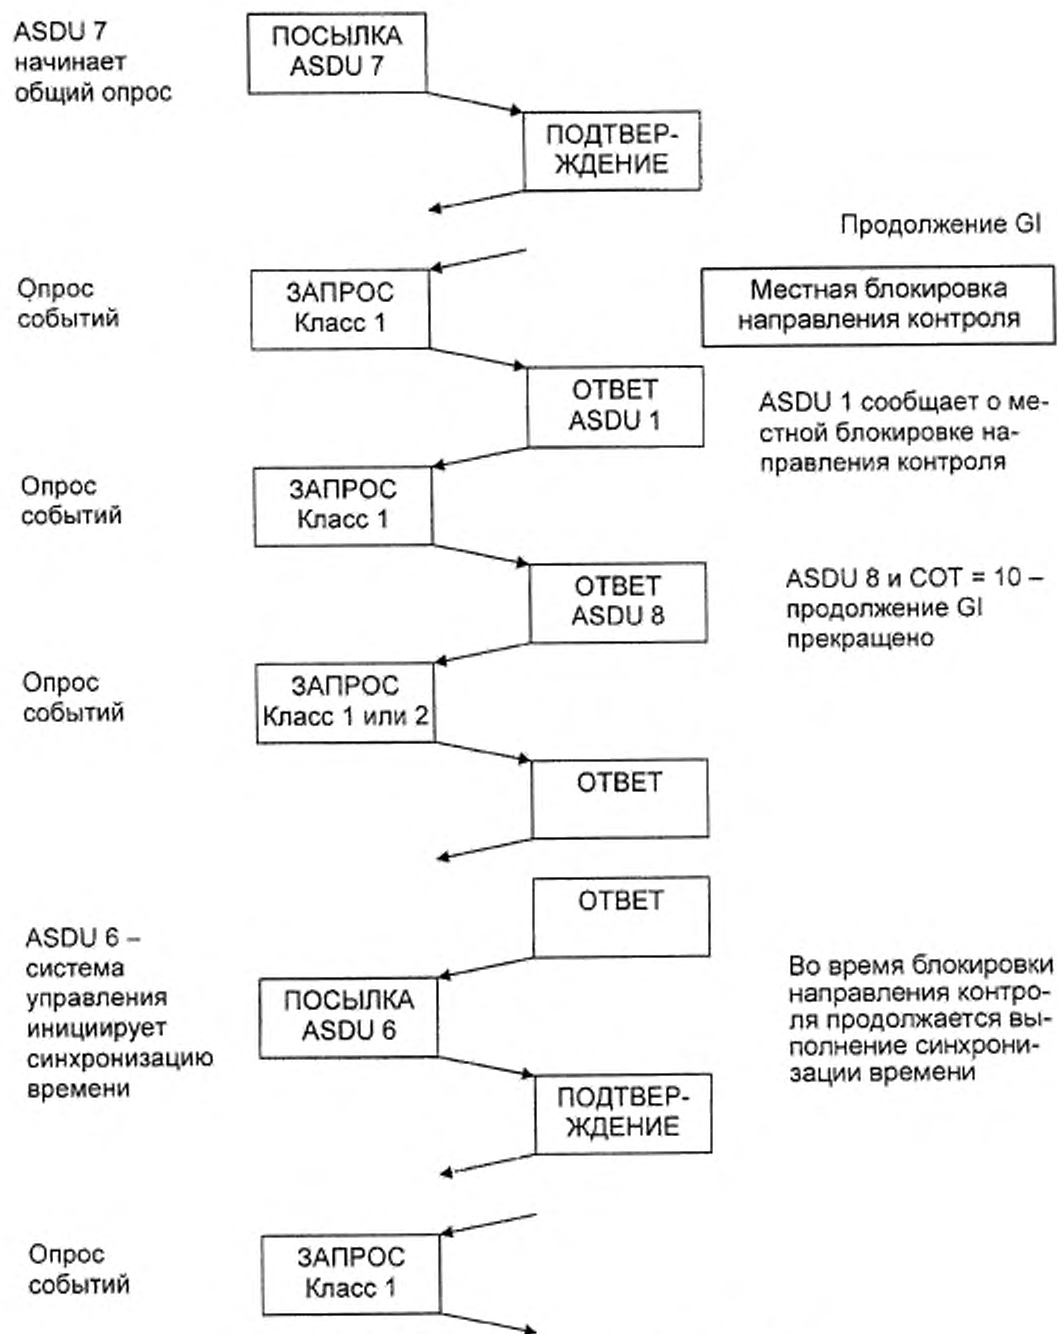 ASDU 7
начинает
общий опрос
ПОСЫЛКА
ASDU 7
ПОДТВЕР-
ЖДЕНИЕ
Продолжение GI
Опрос
событий
ЗАПРОС
Класс 1
Местная блокировка
направления контроля
ОТВЕТ
ASDU 1
ASDU 1 сообщает о ме-
стной блокировке на-
правления контроля
Опрос
событий
ЗАПРОС
Класс 1
ОТВЕТ
ASDU 8
ASDU 8 и COT = 10 –
продолжение GI
прекращено
Опрос
событий
ЗАПРОС
Класс 1 или 2
ОТВЕТ
ОТВЕТ
ASDU 6 –
система
управления
инициирует
синхронизацию
времени
ПОСЫЛКА
ASDU 6
Во время блокировки
направления контро-
ля продолжается вы-
полнение синхрони-
зации времени
ПОДТВЕР-
ЖДЕНИЕ
Опрос
событий
ЗАПРОС
Класс 1